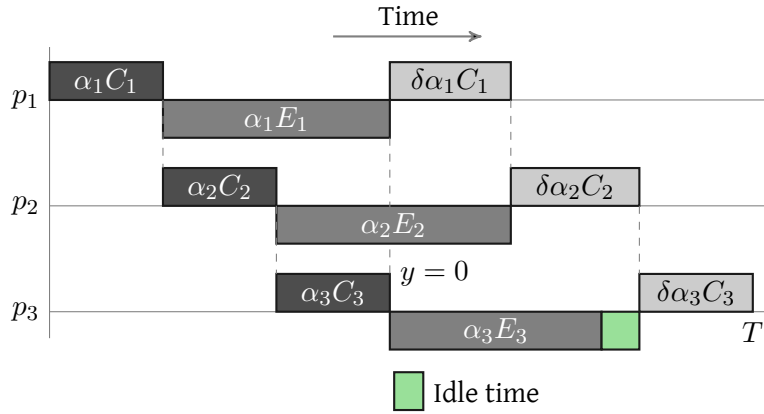 Time
α₁C₁ δα₁C₁
p₁
α₁E₁
α₂C₂ δα₂C₂
p₂
α₂E₂
y = 0
α₃C₃ δα₃C₃
p₃
α₃E₃ T
Idle time